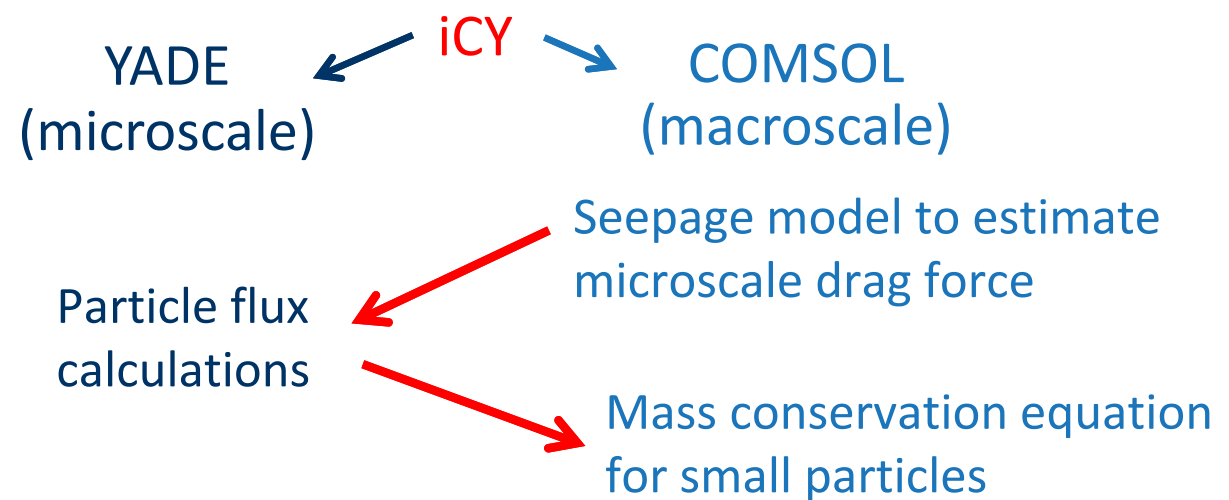 iCY
YADE
(microscale)
COMSOL
(macroscale)
Seepage model to estimate
microscale drag force
Particle flux
calculations
Mass conservation equation
for small particles